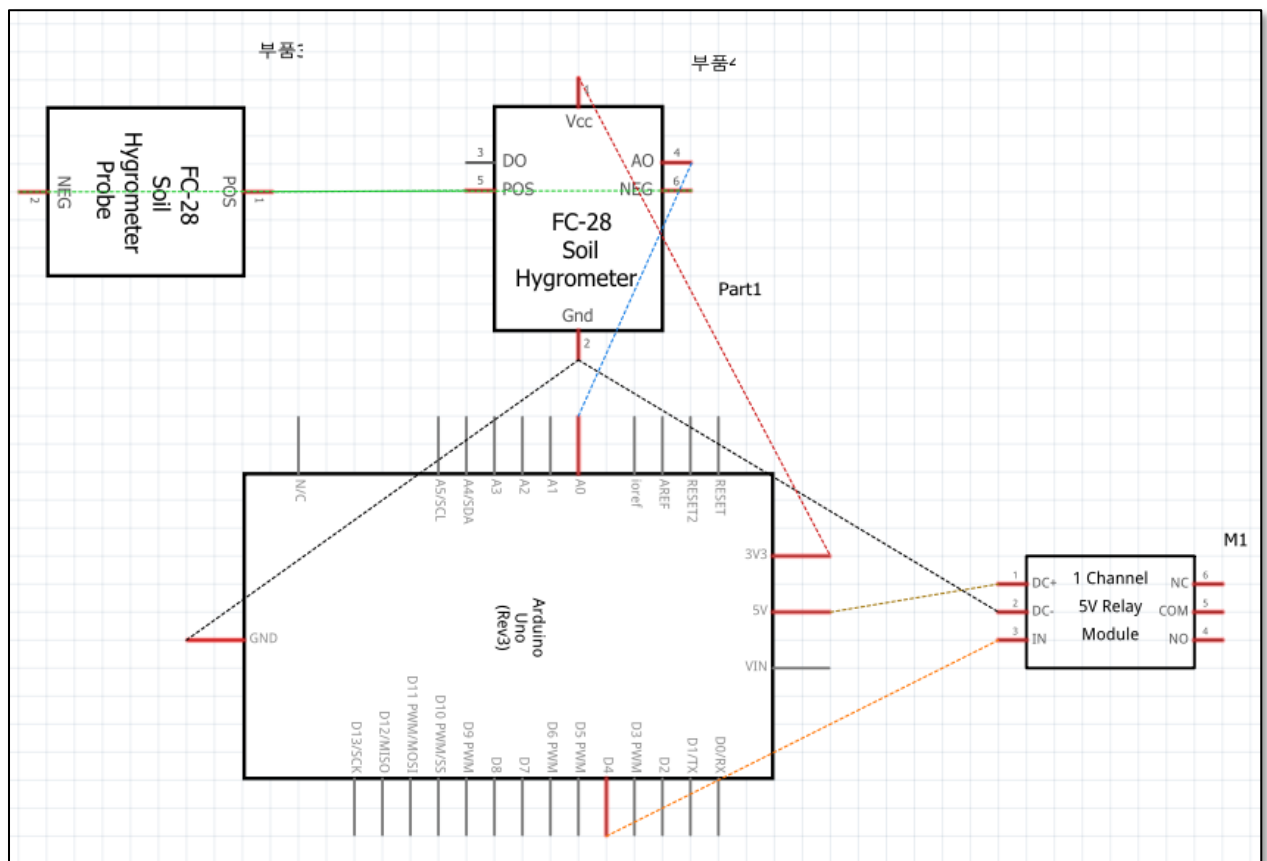 부품
부품
1
Vcc
3
DO
AO
4
5
POS
NEG
6
FC-28
Soil
Hygrometer
Gnd
2
FC-28
Soil
Hygrometer
Probe
POS
1
NEG
2
Part1
N/C
A5/SCL
A4/SDA
A3
A2
A1
A0
ioref
AREF
RESET2
RESET
3V3
5V
VIN
GND
Arduino
Uno
(Rev3)
D13/SCK
D12/MISO
D11 PWM/MOSI
D10 PWM/SS
D9 PWM
D8
D7
D6 PWM
D5 PWM
D4
D3 PWM
D2
D1/TX
D0/RX
M1
1
DC+
1 Channel
NC
6
2
DC-
5V Relay
COM
5
3
IN
Module
NO
4